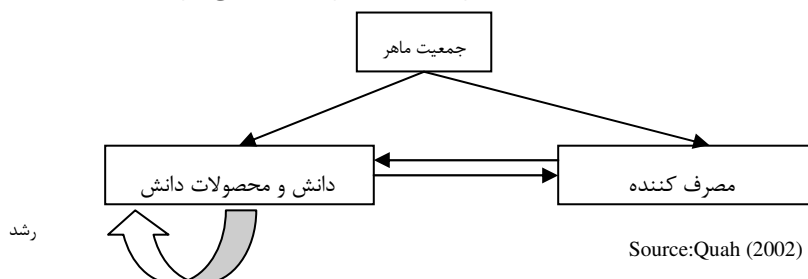 جمعیت ماهر
دانش و محصولات دانش
مصرف کننده
رشد
Source:Quah (2002)